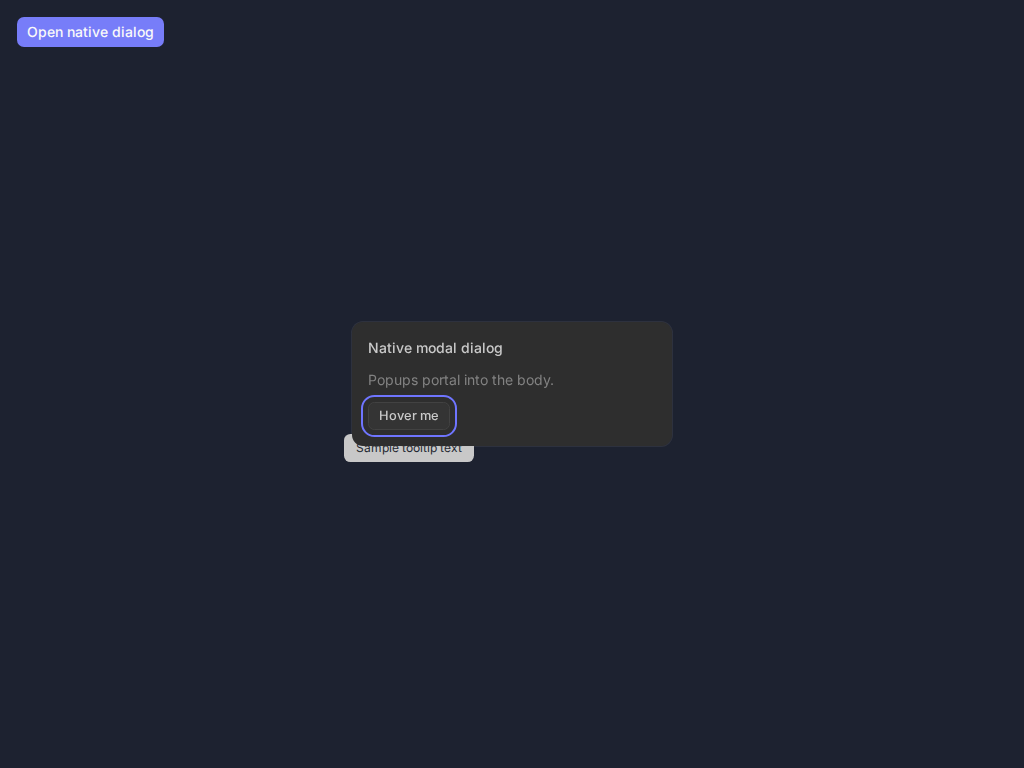 Open native dialog
Native modal dialog
Popups portal into the body.
Hover me
Sample tooltip text